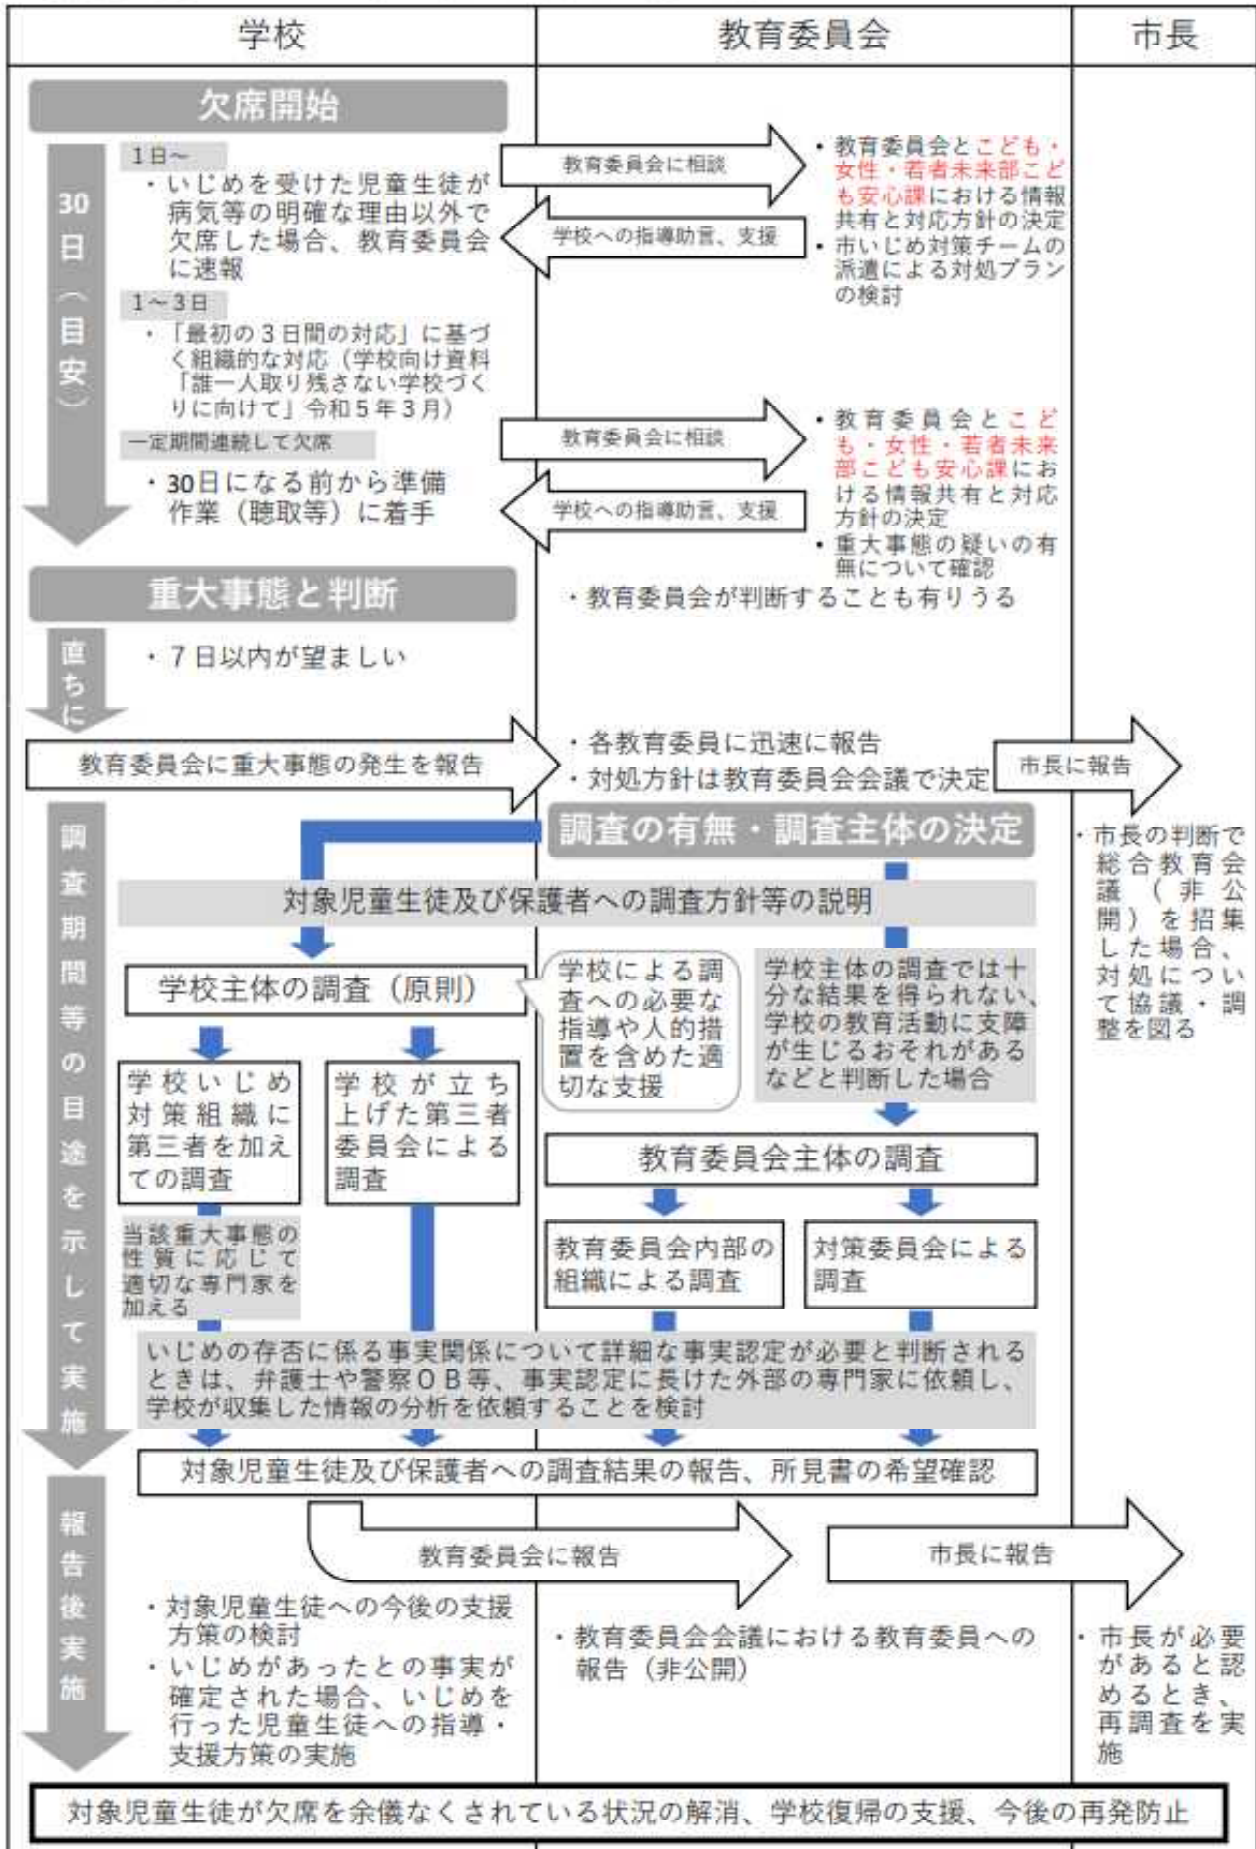 学校
教育委員会
市長
欠席開始
30日(目安)
1日~
・いじめを受けた児童生徒が
病気等の明確な理由以外で
欠席した場合、教育委員会
に速報
教育委員会に相談
学校への指導助言、支援
・教育委員会とこども・
女性・若者未来部こど
も安心課における情報
共有と対応方針の決定
・市いじめ対策チームの
派遣による対処プラン
の検討
1~3日
・「最初の3日間の対応」に基づ
く組織的な対応(学校向け資料
「誰一人取り残さない学校づく
りに向けて」令和5年3月)
一定期間連続して欠席
・30日になる前から準備
作業(聴取等)に着手
教育委員会に相談
学校への指導助言、支援
・教育委員会とこど
も・女性・若者未来
部こども安心課にお
ける情報共有と対応
方針の決定
・重大事態の疑いの有
無について確認
重大事態と判断
・教育委員会が判断することも有りうる
直ちに
・7日以内が望ましい
教育委員会に重大事態の発生を報告
・各教育委員に迅速に報告
・対処方針は教育委員会会議で決定
市長に報告
調査期間等の目途を示して実施
調査の有無・調査主体の決定
・市長の判断で
総合教育会
議(非公
開)を招集
した場合、
対処につい
て協議・調
整を図る
対象児童生徒及び保護者への調査方針等の説明
学校主体の調査(原則)
学校による調
査への必要な
指導や人的措
置を含めた適
切な支援
学校主体の調査では十
分な結果を得られない、
学校の教育活動に支障
が生じるおそれがある
などと判断した場合
学校いじめ
対策組織に
第三者を加え
ての調査
学校が立ち
上げた第三者
委員会による
調査
教育委員会主体の調査
当該重大事態の
性質に応じて
適切な専門家を
加える
教育委員会内部の
組織による調査
対策委員会による
調査
いじめの存否に係る事実関係について詳細な事実認定が必要と判断される
ときは、弁護士や警察OB等、事実認定に長けた外部の専門家に依頼し、
学校が収集した情報の分析を依頼することを検討
対象児童生徒及び保護者への調査結果の報告、所見書の希望確認
報告後実施
教育委員会に報告
市長に報告
・対象児童生徒への今後の支援
方策の検討
・いじめがあったとの事実が
確定された場合、いじめを
行った児童生徒への指導・
支援方策の実施
・教育委員会会議における教育委員への
報告(非公開)
・市長が必要
があると認
めるとき、
再調査を実
施
対象児童生徒が欠席を余儀なくされている状況の解消、学校復帰の支援、今後の再発防止